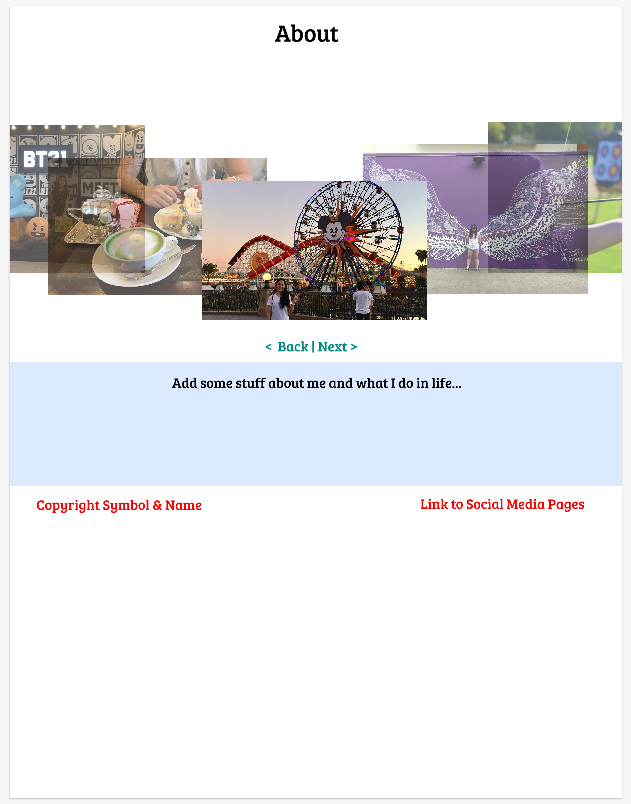 About
BT21
MEET
< Back | Next >
Add some stuff about me and what I do in life...
Copyright Symbol & Name
Link to Social Media Pages